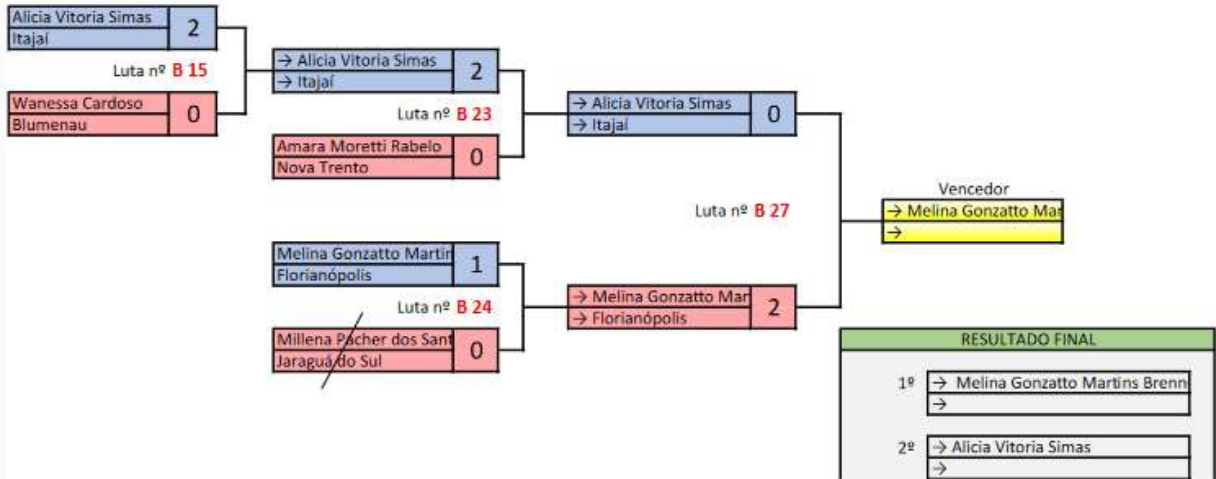 Alicia Vitoria Simas 2
Itajaí
Luta nº B 15
Wanessa Cardoso 0
Blumenau
→ Alicia Vitoria Simas 2
→ Itajaí
Luta nº B 23
Amara Moretti Rabelo 0
Nova Trento
→ Alicia Vitoria Simas 0
→ Itajaí
Luta nº B 27
Vencedor
→ Melina Gonzatto Mar
→
Melina Gonzatto Martin 1
Florianópolis
Luta nº B 24
Millena Pacher dos Sant 0
Jaraguá do Sul
→ Melina Gonzatto Mar 2
→ Florianópolis
RESULTADO FINAL
1º → Melina Gonzatto Martins Brenn
→
2º → Alicia Vitoria Simas
→